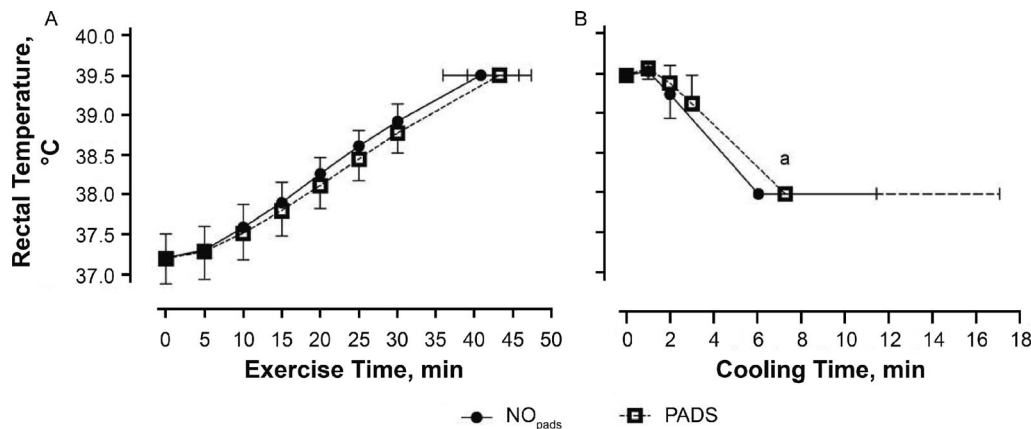 A
B
Rectal Temperature,
°C
40.0
39.5
39.0
38.5
38.0
37.5
37.0
a
0 5 10 15 20 25 30 35 40 45 50
0 2 4 6 8 10 12 14 16 18
Exercise Time, min
Cooling Time, min
NOpads PADS